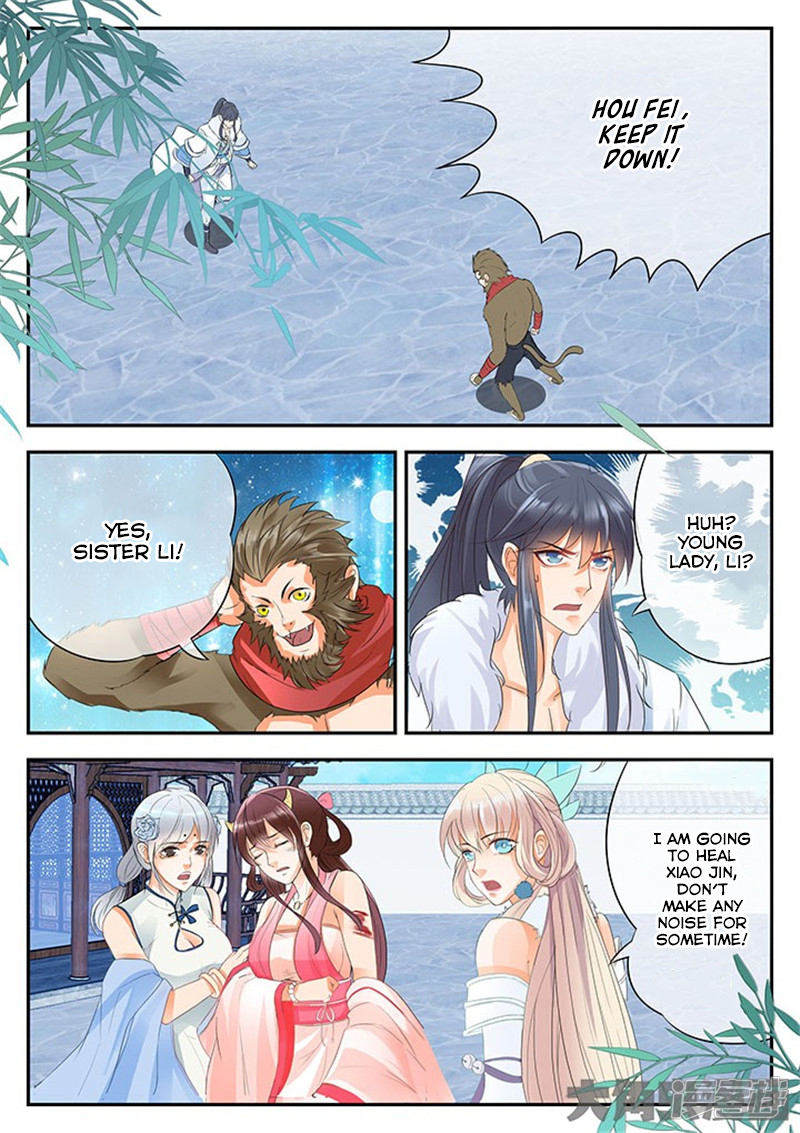 HOU FEI,
KEEP IT
DOWN!
YES,
SISTER LI!
HUH?
YOUNG
LADY, LI?
I AM GOING
TO HEAL
XIAO JIN,
DON'T
MAKE ANY
NOISE FOR
SOMETIME!